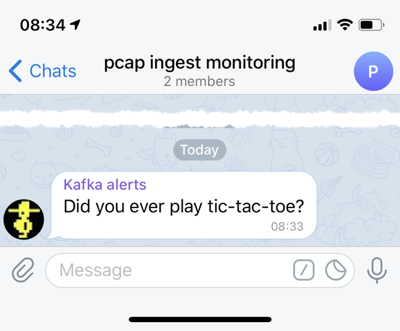 08:34
Chats
pcap ingest monitoring
2 members
P
Today
Kafka alerts
Did you ever play tic-tac-toe?
08:33
Message